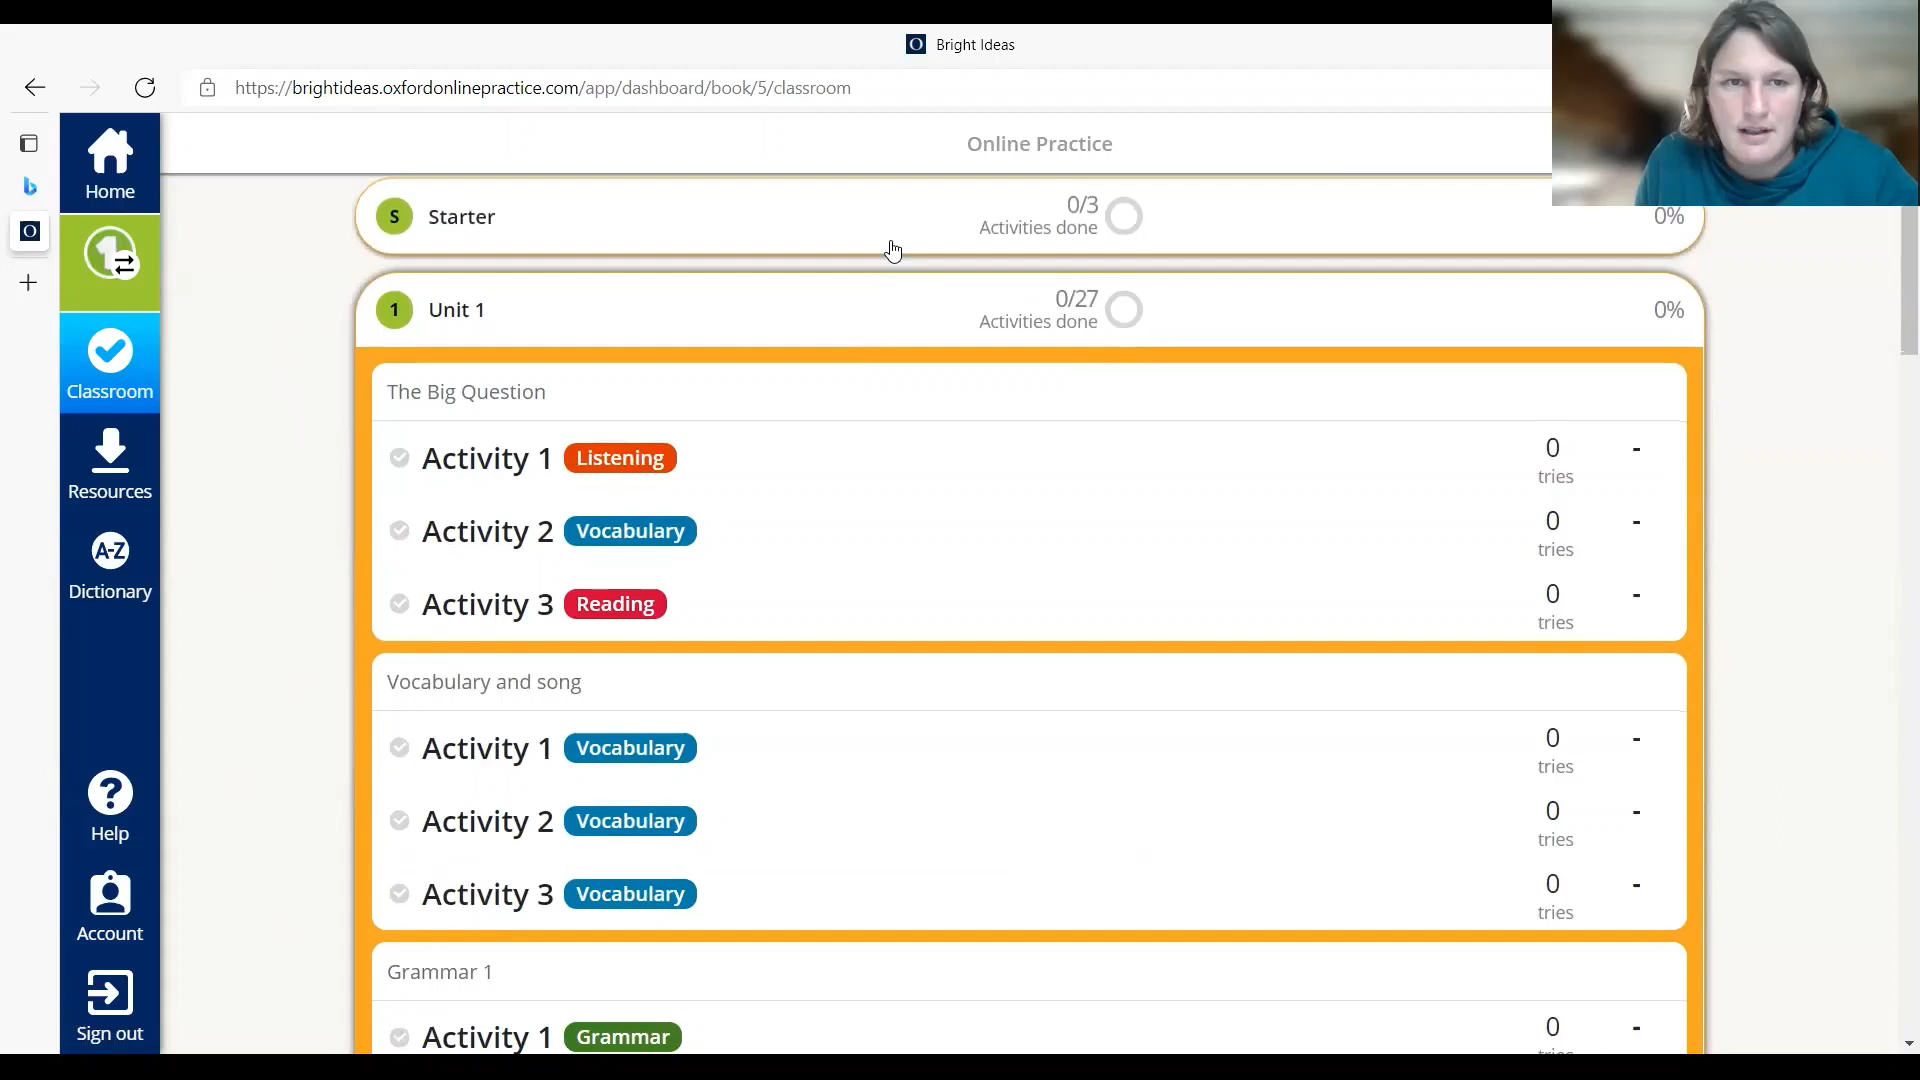 O Bright Ideas
https://brightideas.oxfordonlinepractice.com/app/dashboard/book/5/classroom
Online Practice
Home
1
Classroom
Resources
A-Z
Dictionary
?
Help
Account
Sign out
b
O
S Starter 0/3 Activities done 0%
1 Unit 1 0/27 Activities done 0%
The Big Question
Activity 1 Listening 0 tries -
Activity 2 Vocabulary 0 tries -
Activity 3 Reading 0 tries -
Vocabulary and song
Activity 1 Vocabulary 0 tries -
Activity 2 Vocabulary 0 tries -
Activity 3 Vocabulary 0 tries -
Grammar 1
Activity 1 Grammar 0 tries -